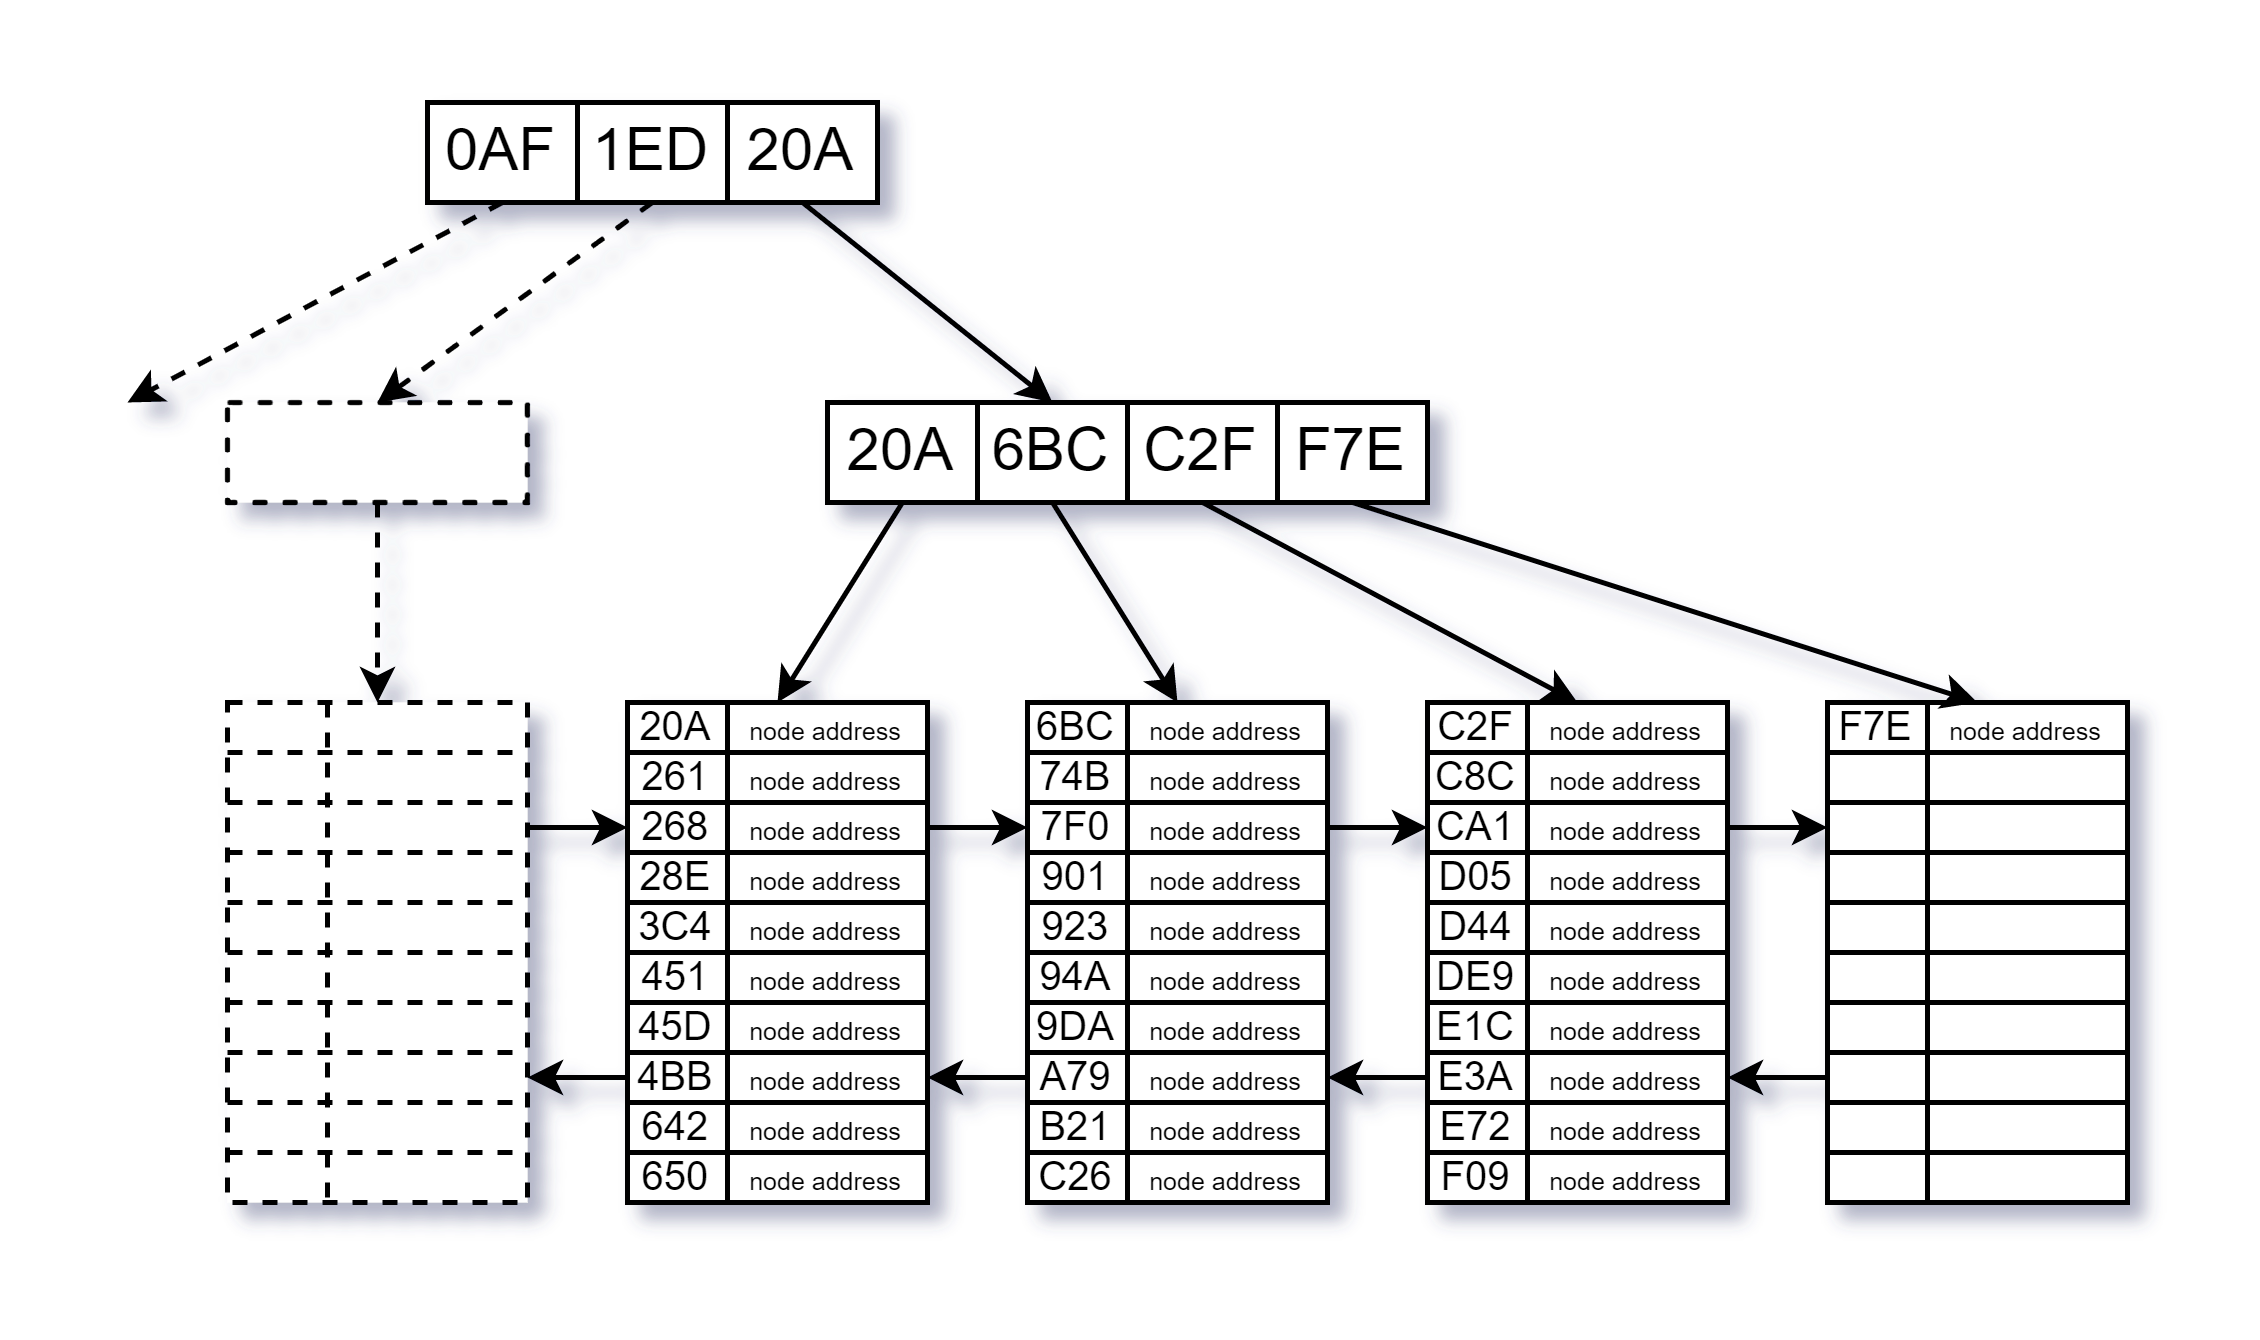 0AF 1ED 20A
20A 6BC C2F F7E
20A node address 6BC node address C2F node address F7E node address
261 node address 74B node address C8C node address
268 node address 7F0 node address CA1 node address
28E node address 901 node address D05 node address
3C4 node address 923 node address D44 node address
451 node address 94A node address DE9 node address
45D node address 9DA node address E1C node address
4BB node address A79 node address E3A node address
642 node address B21 node address E72 node address
650 node address C26 node address F09 node address